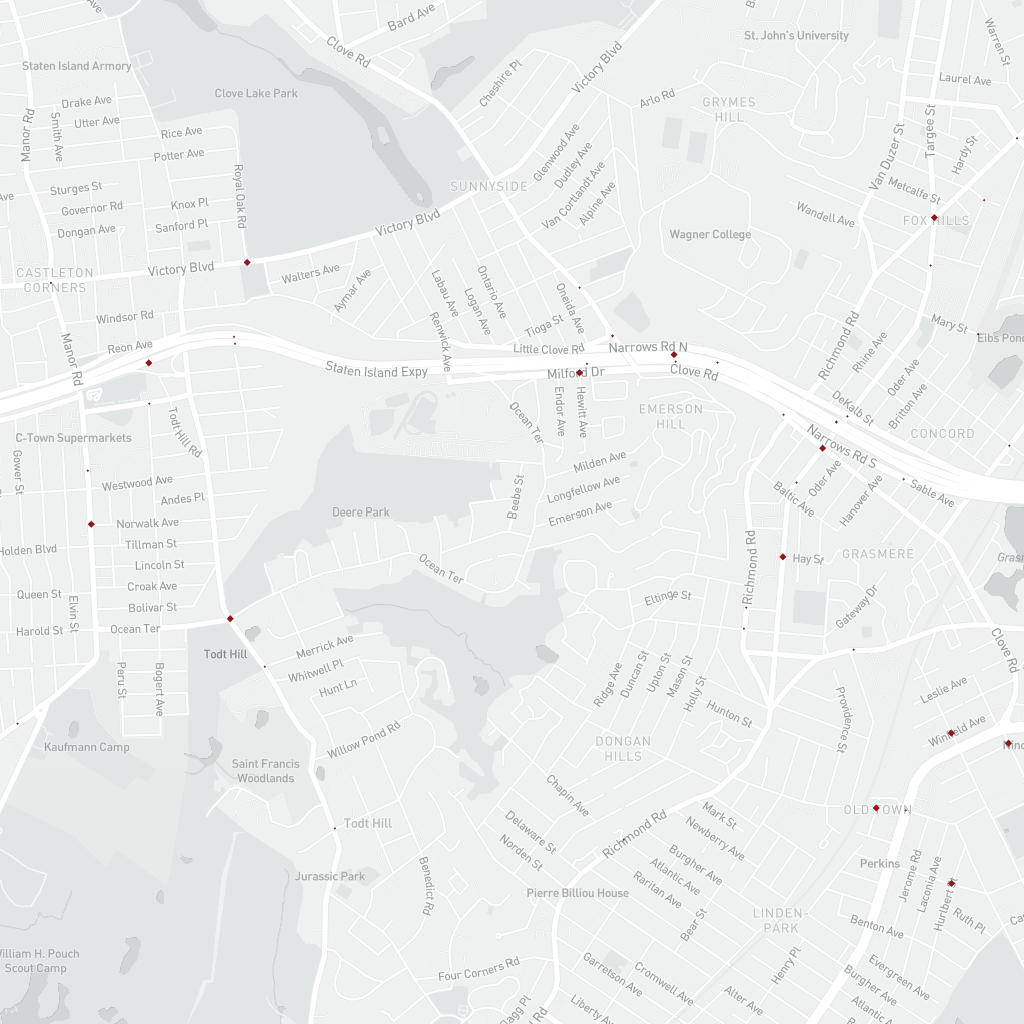 Bard Ave
Clove Rd
Victory Blvd
St. John's University
Warren St
Staten Island Armory
Clove Lake Park
Cheshire Pl
Laurel Ave
Manor Rd
Drake Ave
Smith Ave
Utter Ave
Arlo Rd
GRYMES
HILL
Targee St
Rice Ave
Potter Ave
Glenwood Ave
Dudley Ave
Van Duzer St
Hardy St
Royal Oak Rd
Sturges St
SUNNYSIDE
Van Cortlandt Ave
Alpine Ave
Metcalfe St
Governor Rd
Knox Pl
Wandell Ave
FOX HILLS
Dongan Ave
Sanford Pl
Victory Blvd
Wagner College
CASTLETON
CORNERS
Victory Blvd
Walters Ave
Aymar Ave
Labau Ave
Logan Ave
Ontario Ave
Oneida Ave
Windsor Rd
Tioga St
Mary St
Eibs Pond
Reon Ave
Renwick Ave
Little Clove Rd
Narrows Rd N
Richmond Rd
Rhine Ave
Manor Rd
Staten Island Expy
Milford Dr
Clove Rd
Oder Ave
Britton Ave
Todt Hill Rd
Ocean Ter
Endor Ave
Hewitt Ave
EMERSON
HILL
DeKalb St
C-Town Supermarkets
CONCORD
Narrows Rd S
Gower St
Westwood Ave
Milden Ave
Oder Ave
Sable Ave
Andes Pl
Beebe St
Longfellow Ave
Baltic Ave
Hanover Ave
Deere Park
Norwalk Ave
Emerson Ave
Holden Blvd
Tillman St
Richmond Rd
GRASMERE
Lincoln St
Hay St
Croak Ave
Ocean Ter
Queen St
Elvin St
Bolivar St
Eltinge St
Gateway Dr
Harold St
Ocean Ter
Clove Rd
Todt Hill
Merrick Ave
Peru St
Bogert Ave
Whitwell Pl
Hunt Ln
Ridge Ave
Duncan St
Upton St
Mason St
Holly St
Hunton St
Providence St
Leslie Ave
Willow Pond Rd
Winfield Ave
Kaufmann Camp
DONGAN
HILLS
Saint Francis
Woodlands
Chapin Ave
Todt Hill
Delaware St
Mark St
OLD TOWN
Norden St
Richmond Rd
Newberry Ave
Burgher Ave
Perkins
Jurassic Park
Benedict Rd
Atlantic Ave
Jerome Rd
Laconia Ave
Pierre Billiou House
Raritan Ave
Hurlbert St
Bear St
LINDEN-
PARK
Benton Ave
Ruth Pl
William H. Pouch
Scout Camp
Four Corners Rd
Garretson Ave
Cromwell Ave
Henry Pl
Evergreen Ave
Burgher Ave
Liberty Av
Alter Ave
Atlantic